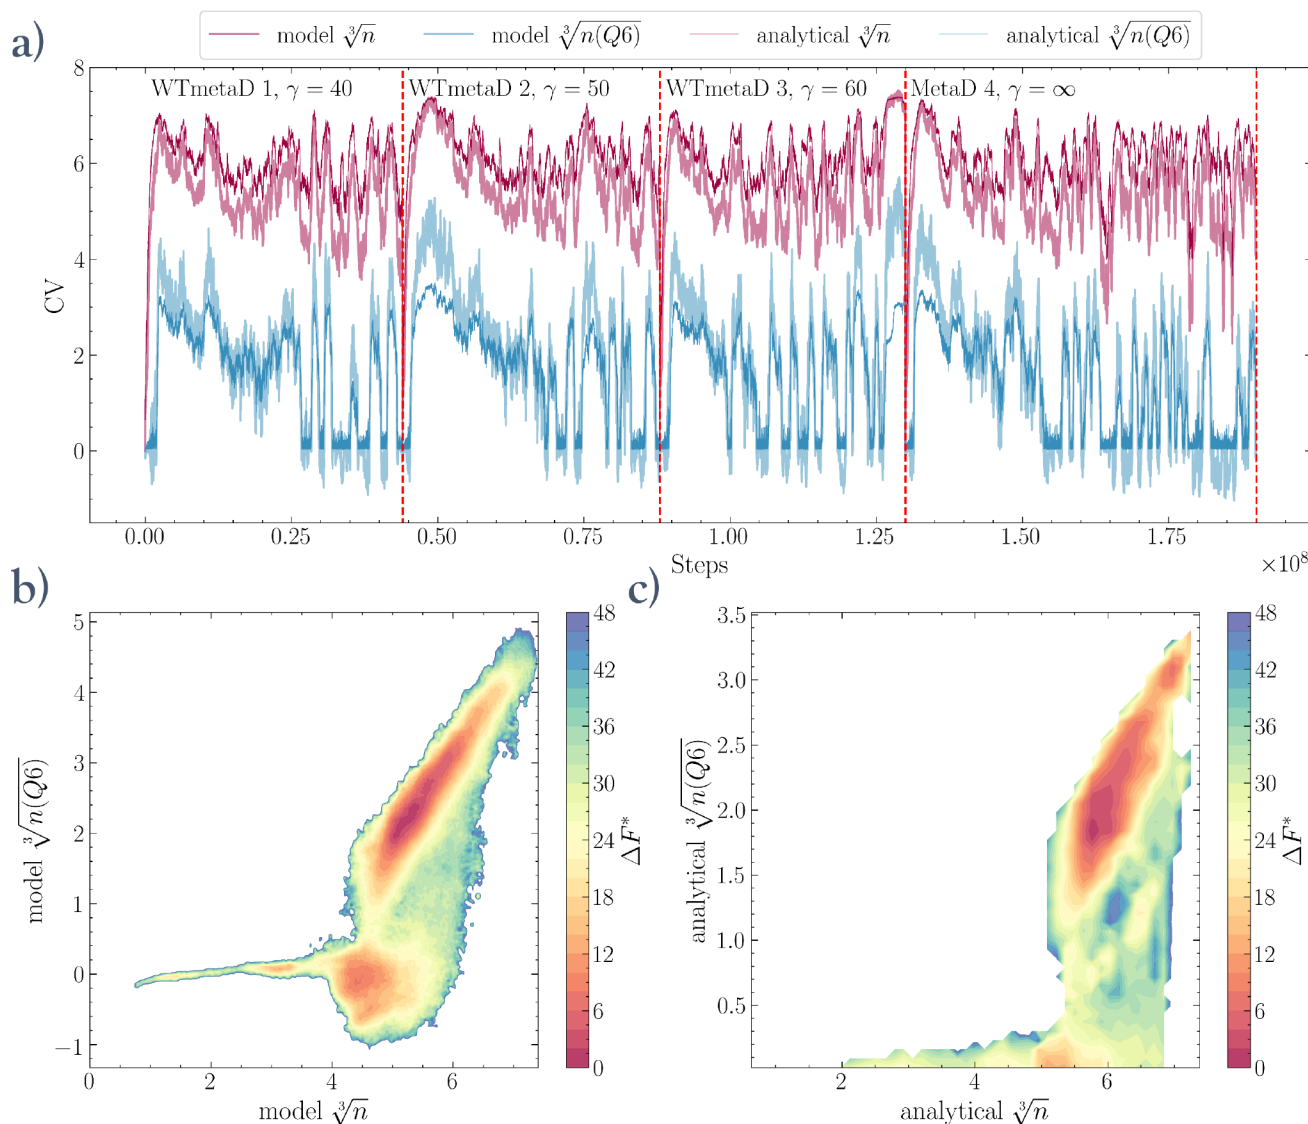 a)
model ∛n model ∛n(Q6) analytical ∛n analytical ∛n(Q6)
WTmetaD 1, γ = 40 WTmetaD 2, γ = 50 WTmetaD 3, γ = 60 MetaD 4, γ = ∞
8
6
4
2
0
CV
0.00 0.25 0.50 0.75 1.00 1.25 1.50 1.75
Steps
×10⁸
b)
5
4
3
2
1
0
−1
model ∛n(Q6)
0 2 4 6
model ∛n
48
42
36
30
24
18
12
6
0
ΔF*
c)
3.5
3.0
2.5
2.0
1.5
1.0
0.5
analytical ∛n(Q6)
2 4 6
analytical ∛n
48
42
36
30
24
18
12
6
0
ΔF*